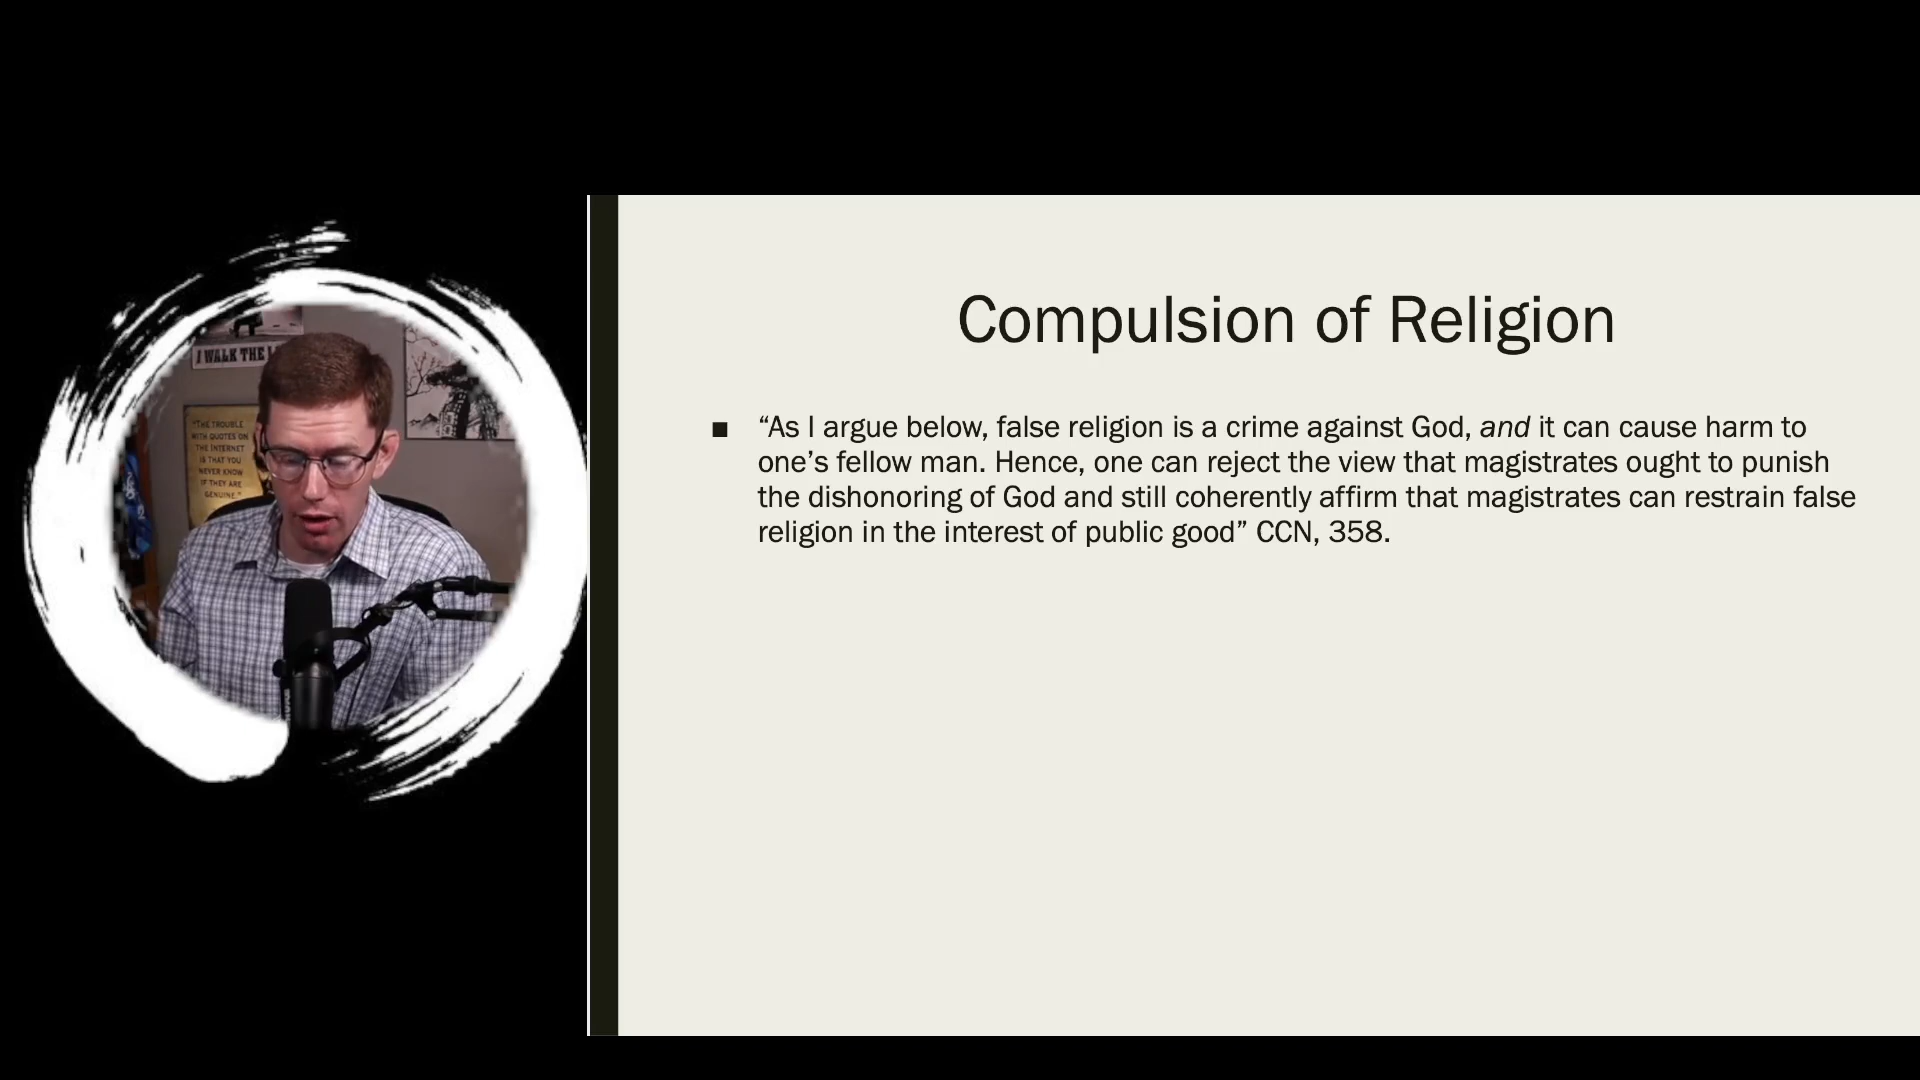 I WALK THE L
"THE TROUBLE
WITH QUOTES ON
THE INTERNET
IS THAT YOU
NEVER KNOW
IF THEY ARE
GENUINE."
Compulsion of Religion
■ “As I argue below, false religion is a crime against God, and it can cause harm to
one’s fellow man. Hence, one can reject the view that magistrates ought to punish
the dishonoring of God and still coherently affirm that magistrates can restrain false
religion in the interest of public good” CCN, 358.